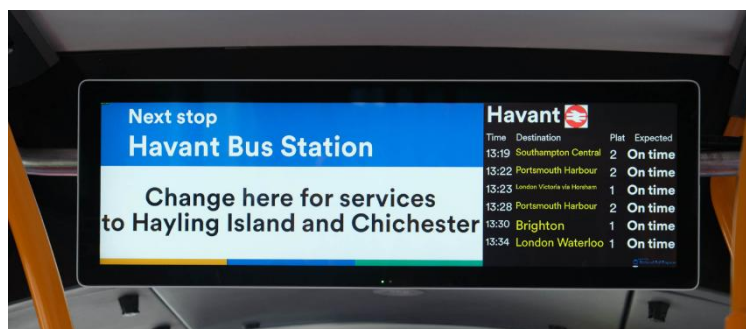 Next stop
Havant Bus Station
Change here for services
to Hayling Island and Chichester
Havant
Time Destination Plat Expected
13:19 Southampton Central 2 On time
13:22 Portsmouth Harbour 2 On time
13:23 London Victoria via Horsham 1 On time
13:28 Portsmouth Harbour 2 On time
13:30 Brighton 1 On time
13:34 London Waterloo 1 On time